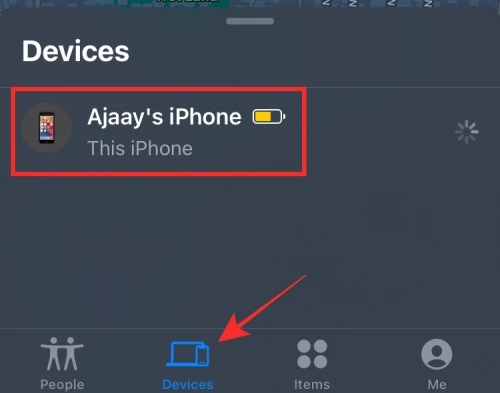 Devices
Ajaay's iPhone
This iPhone
People
Devices
Items
Me